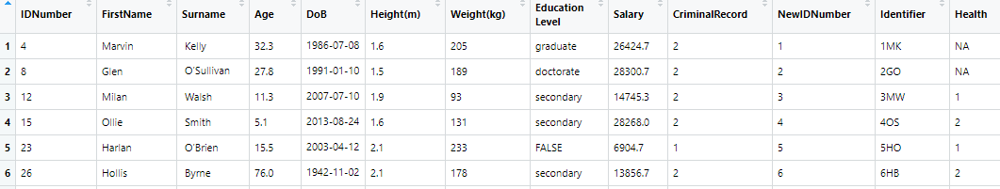 IDNumber FirstName Surname Age DoB Height(m) Weight(kg) Education Level Salary CriminalRecord NewIDNumber Identifier Health
1 4 Marvin Kelly 32.3 1986-07-08 1.6 205 graduate 26424.7 2 1 1MK NA
2 8 Glen O'Sullivan 27.8 1991-01-10 1.5 189 doctorate 28300.7 2 2 2GO NA
3 12 Milan Walsh 11.3 2007-07-10 1.9 93 secondary 14745.3 2 3 3MW 1
4 15 Ollie Smith 5.1 2013-08-24 1.6 131 secondary 28268.0 2 4 4OS 2
5 23 Harlan O'Brien 15.5 2003-04-12 2.1 233 FALSE 6904.7 1 5 5HO 1
6 26 Hollis Byrne 76.0 1942-11-02 2.1 178 secondary 13856.7 2 6 6HB 2